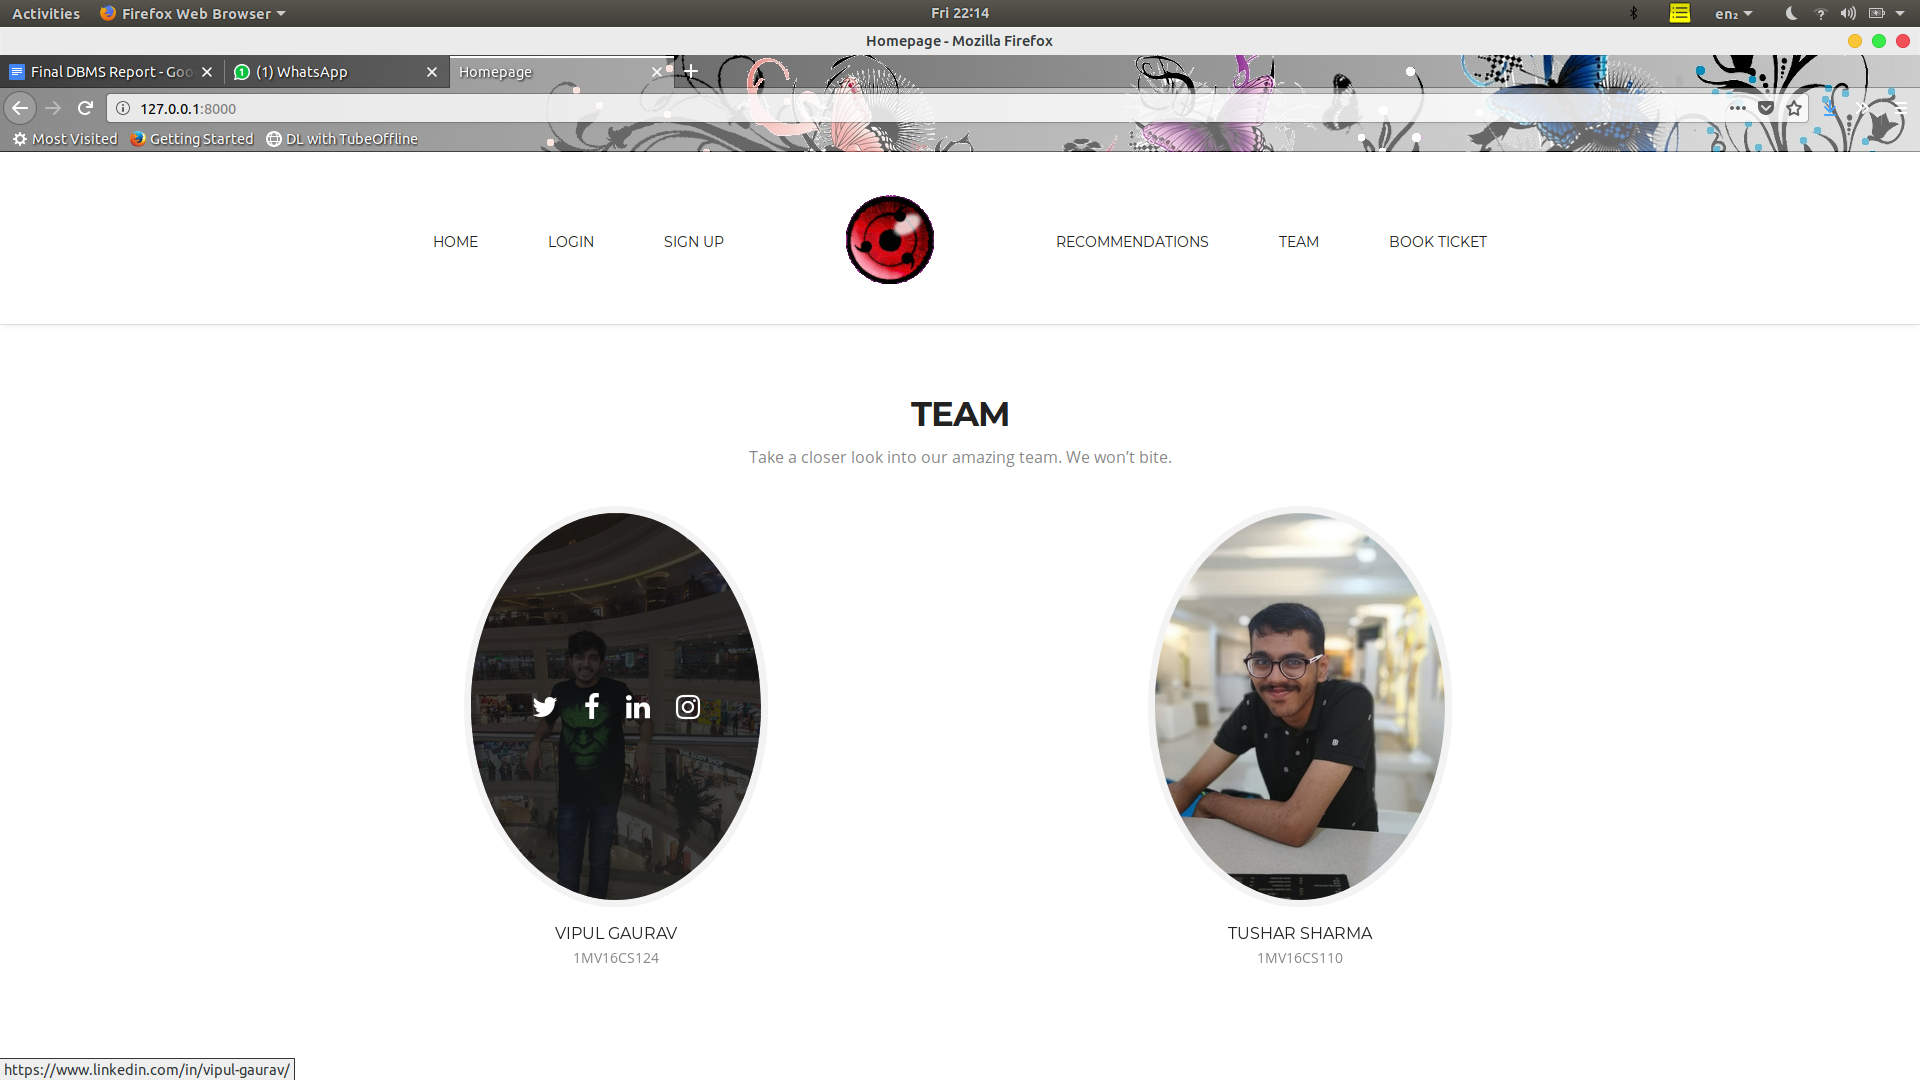 Activities Firefox Web Browser Fri 22:14 en₂
Homepage - Mozilla Firefox
Final DBMS Report - Goo (1) WhatsApp Homepage
127.0.0.1:8000
Most Visited Getting Started DL with TubeOffline
HOME LOGIN SIGN UP RECOMMENDATIONS TEAM BOOK TICKET
TEAM
Take a closer look into our amazing team. We won’t bite.
THE BODY SHOP
VIPUL GAURAV TUSHAR SHARMA
1MV16CS124 1MV16CS110
https://www.linkedin.com/in/vipul-gaurav/